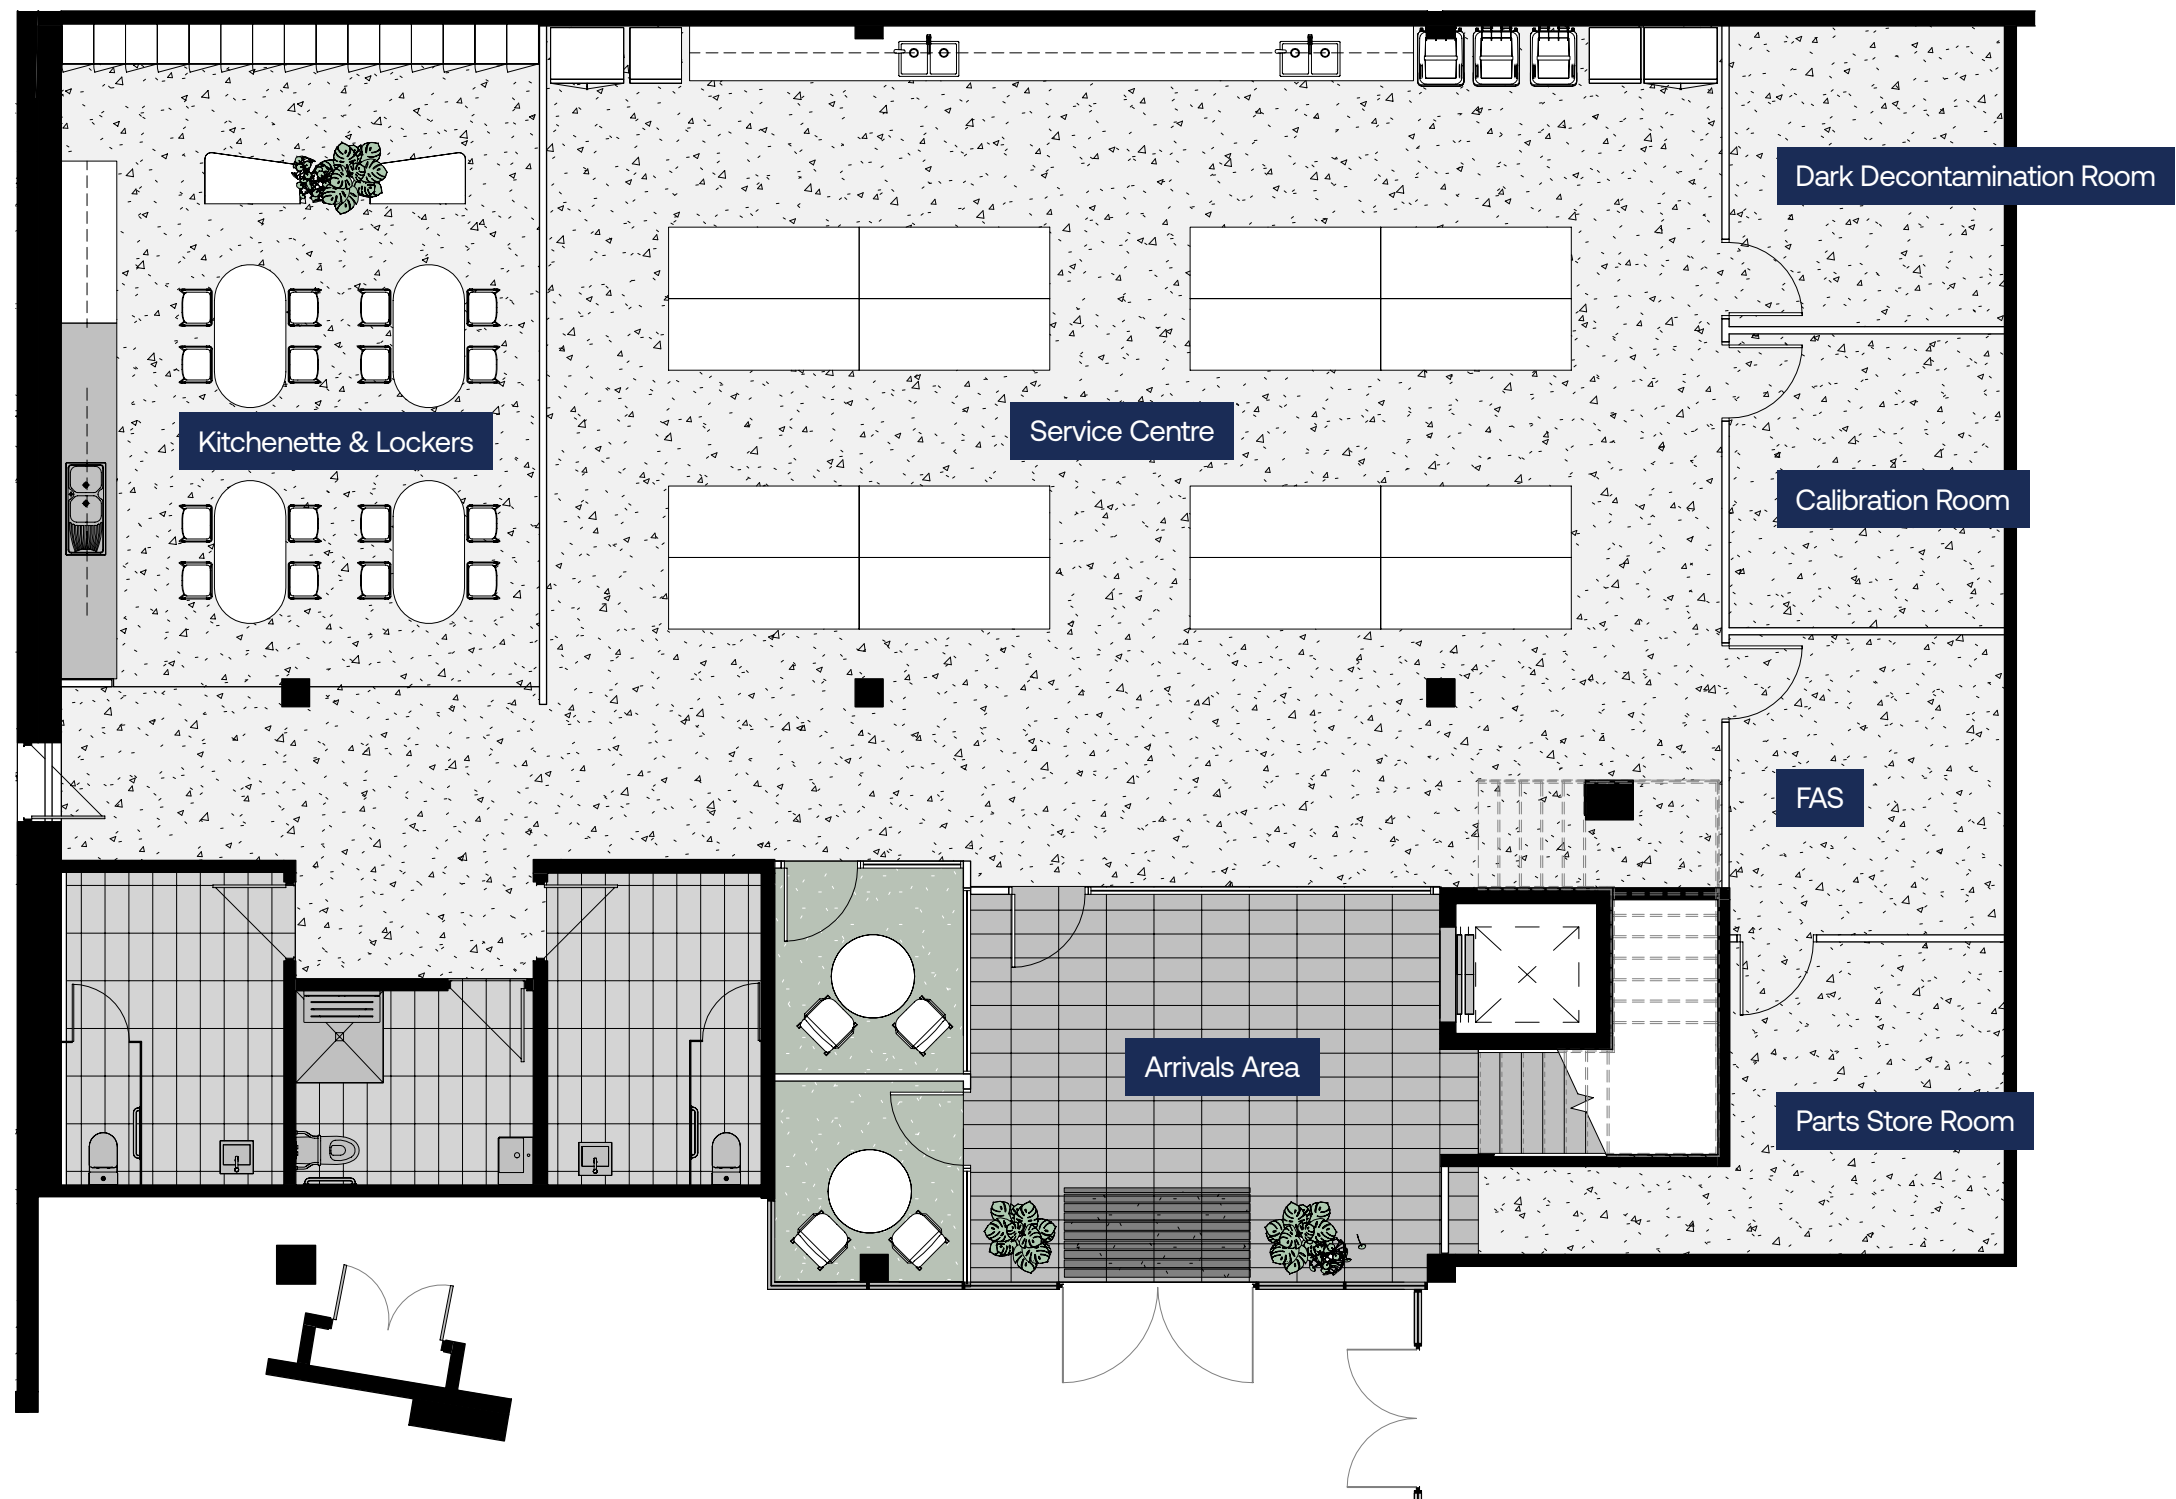 Dark Decontamination Room
Kitchenette & Lockers
Service Centre
Calibration Room
FAS
Arrivals Area
Parts Store Room